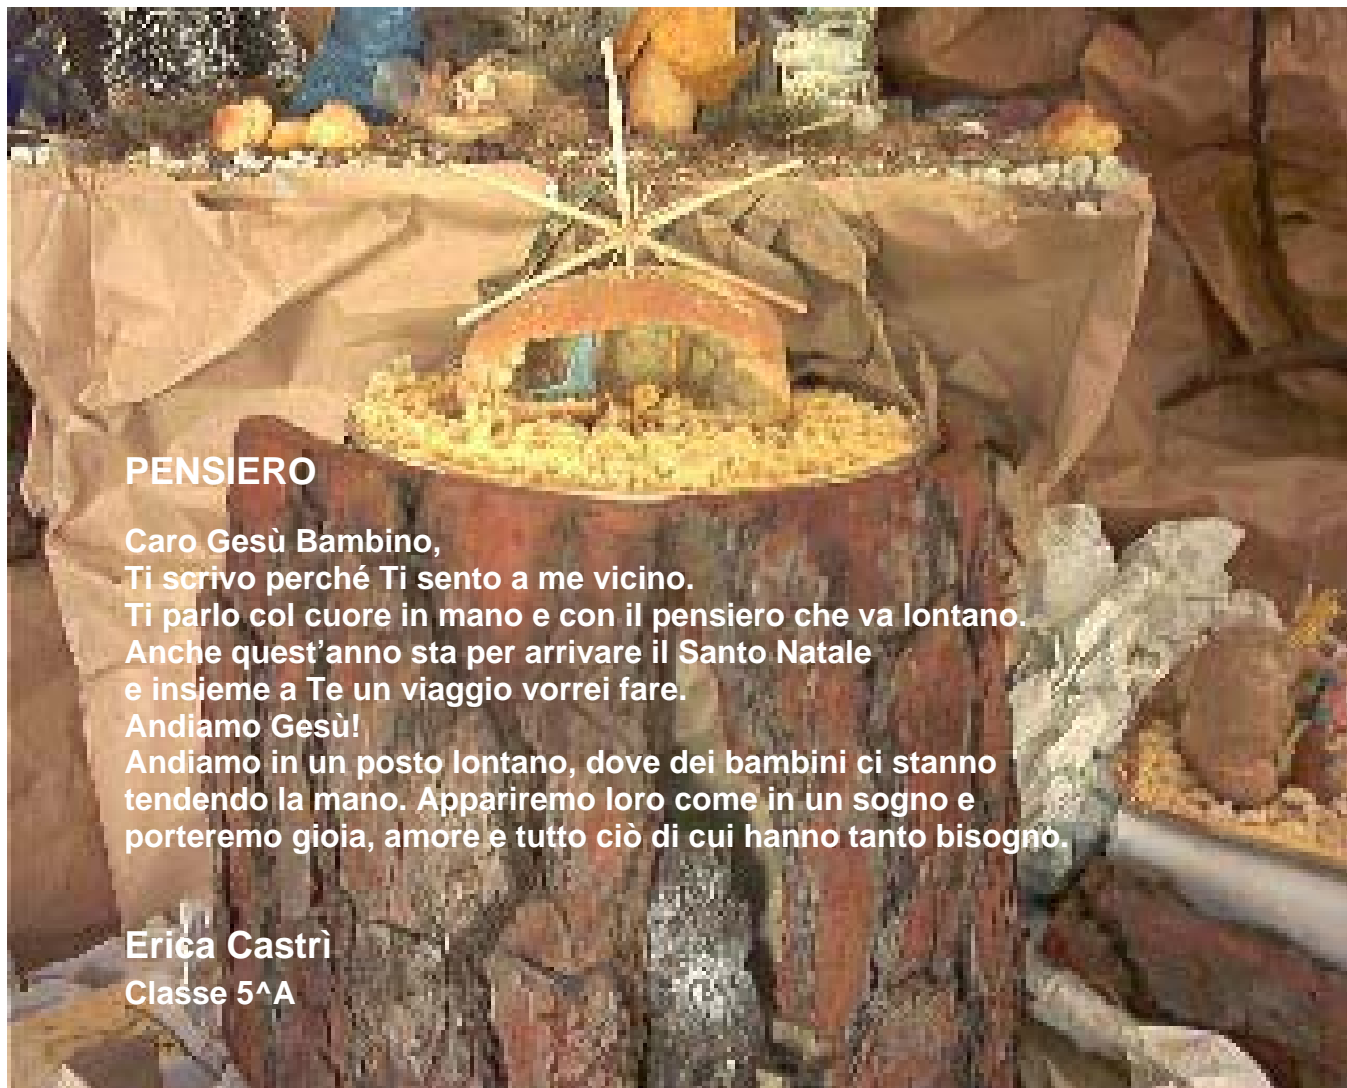 PENSIERO
Caro Gesù Bambino,
Ti scrivo perché Ti sento a me vicino.
Ti parlo col cuore in mano e con il pensiero che va lontano.
Anche quest'anno sta per arrivare il Santo Natale
e insieme a Te un viaggio vorrei fare.
Andiamo Gesù!
Andiamo in un posto lontano, dove dei bambini ci stanno
tendendo la mano. Appariremo loro come in un sogno e
porteremo gioia, amore e tutto ciò di cui hanno tanto bisogno.
Erica Castrì
Classe 5^A